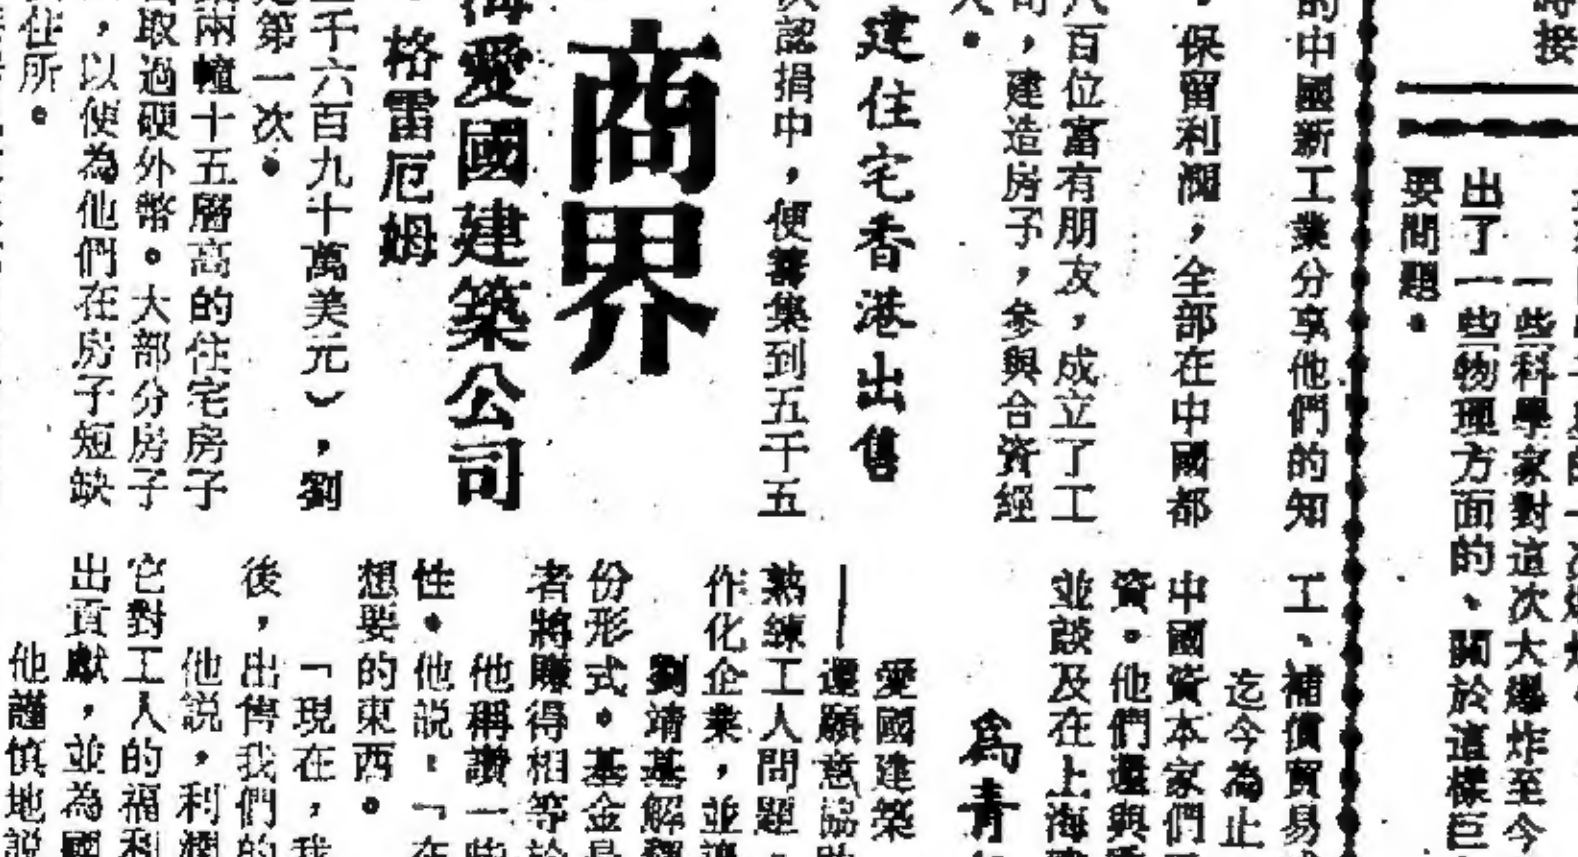 時接
出了一些物理方面的、關於這樣巨
一些科學家對這次大爆炸至今
要問題。
的中國新工業分享他們的知
，保留利潤，全部在中國都
八百位富有朋友，成立了工
司，建造房子，參與合資經
人。
建住宅香港出售
認捐中，便籌集到五千五
商界
海愛國建築公司
格雷厄姆
千六百九十萬美元），劉
是第一次。
兩幢十五層高的住宅房子
取過硬外幣。大部分房子
，以便為他們在房子短缺
住所。
工、補償貿易
迄今為止
中國資本家們
資。他們還與
並談及在上海
為青
愛國建築
——還願意協助
熟練工人問題。
作化企業，並
劉靖基解釋
份形式。基金
者將賺得相等於
他稱讚一些
性。他說：「在
想要的東西。
「現在，我
後，出售我們的
他說，利潤
它對工人的福利
出貢獻，並為國
他謹慎地說